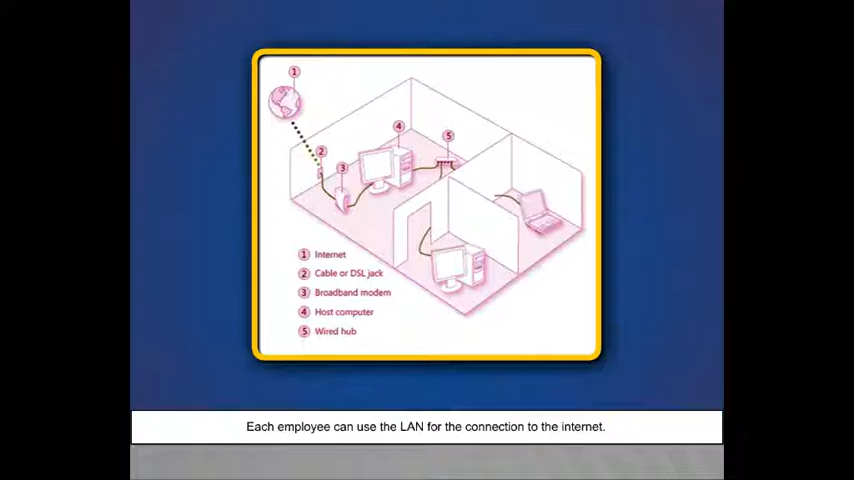 1
2
3
4
5
1 Internet
2 Cable or DSL jack
3 Broadband modem
4 Host computer
5 Wired hub
Each employee can use the LAN for the connection to the internet.